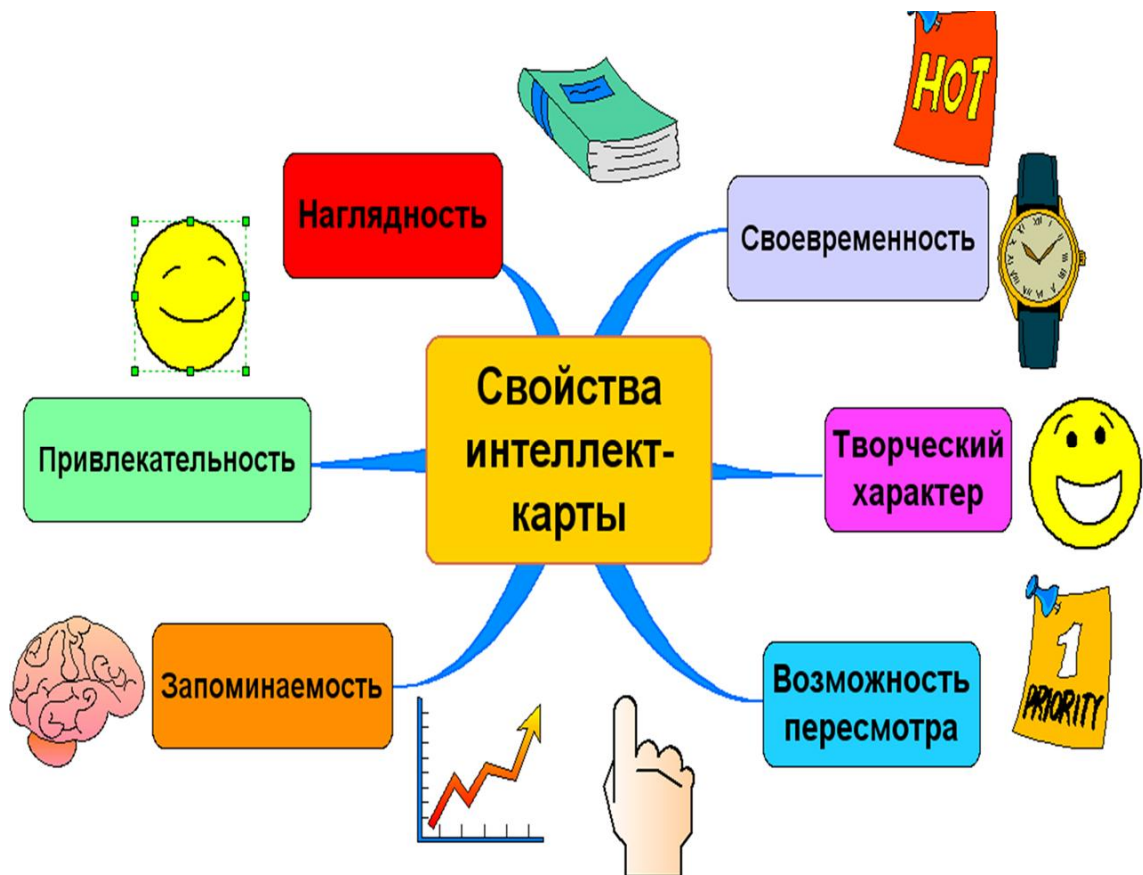 HOT
Наглядность
Своевременность
Свойства
интеллект-
карты
Привлекательность
Творческий
характер
Запоминаемость
Возможность
пересмотра
1
PRIORITY